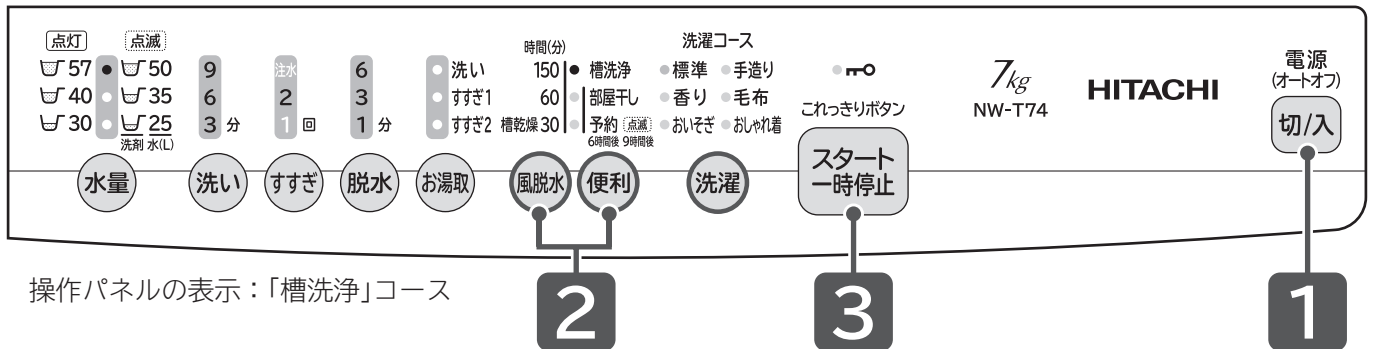 点灯 点滅
57 50
40 35
30 25
洗剤 水(L)
水量
9
6
3 分
洗い
注水
2
1 回
すすぎ
6
3
1 分
脱水
洗い
すすぎ1
すすぎ2
お湯取
時間(分)
150
60
槽乾燥 30
風脱水
槽洗浄
部屋干し
予約 点滅
6時間後 9時間後
便利
洗濯コース
標準 手造り
香り 毛布
おいそぎ おしゃれ着
洗濯
これっきりボタン
スタート
一時停止
7kg
NW-T74
HITACHI
電源
(オートオフ)
切/入
2
3
1
操作パネルの表示：「槽洗浄」コース